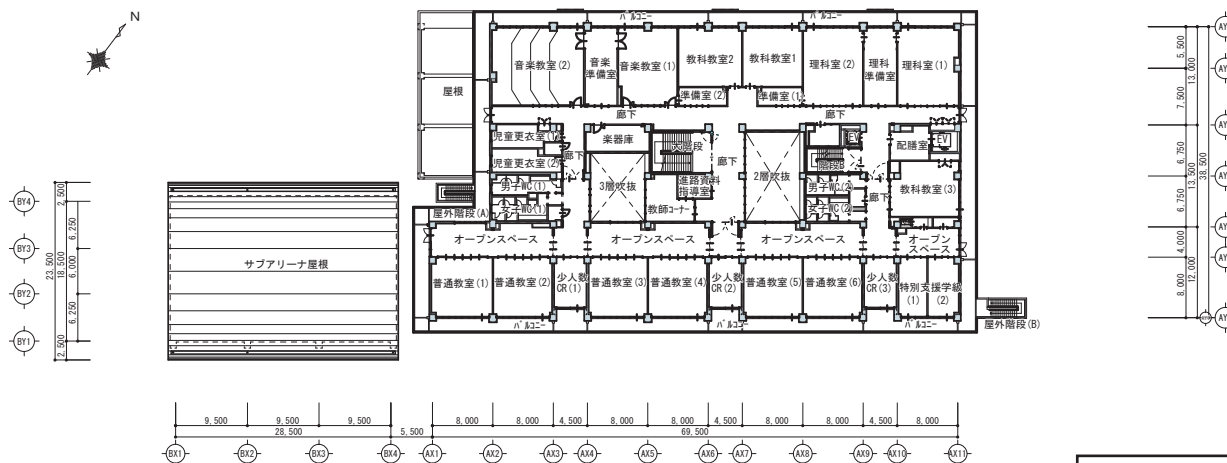 N
バルコニー
バルコニー
音楽教室(2)
音楽
準備室
音楽教室(1)
教科教室2
教科教室1
理科教室(2)
理科
準備室
理科教室(1)
準備室(2)
準備室(1)
屋根
廊下
廊下
児童更衣室(1)
楽器庫
大階段
EV
EV
配膳室
児童更衣室(2)
廊下
廊下
階段B
3層吹抜
2層吹抜
進路資料
指導室
男子WC(1)
男子WC(2)
廊下
教科教室(3)
女子WC(1)
女子WC(2)
教師コーナー
屋外階段(A)
オープンスペース
オープンスペース
オープンスペース
オープン
スペース
サブアリーナ屋根
普通教室(1)
普通教室(2)
少人数
CR(1)
普通教室(3)
普通教室(4)
少人数
CR(2)
普通教室(5)
普通教室(6)
少人数
CR(3)
特別支援学級
(1)
(2)
バルコニー
バルコニー
バルコニー
屋外階段(B)
BY4
BY3
BY2
BY1
2,500
6,250
6,000
6,250
2,500
18,500
23,500
5,500
7,500
6,750
6,750
4,000
8,000
13,000
13,500
12,000
38,500
AY
AY
AY
AY
AY
AY
AY
9,500
9,500
9,500
8,000
8,000
4,500
8,000
8,000
4,500
8,000
8,000
4,500
8,000
28,500
5,500
69,500
BX1
BX2
BX3
BX4
AX1
AX2
AX3
AX4
AX5
AX6
AX7
AX8
AX9
AX10
AX11